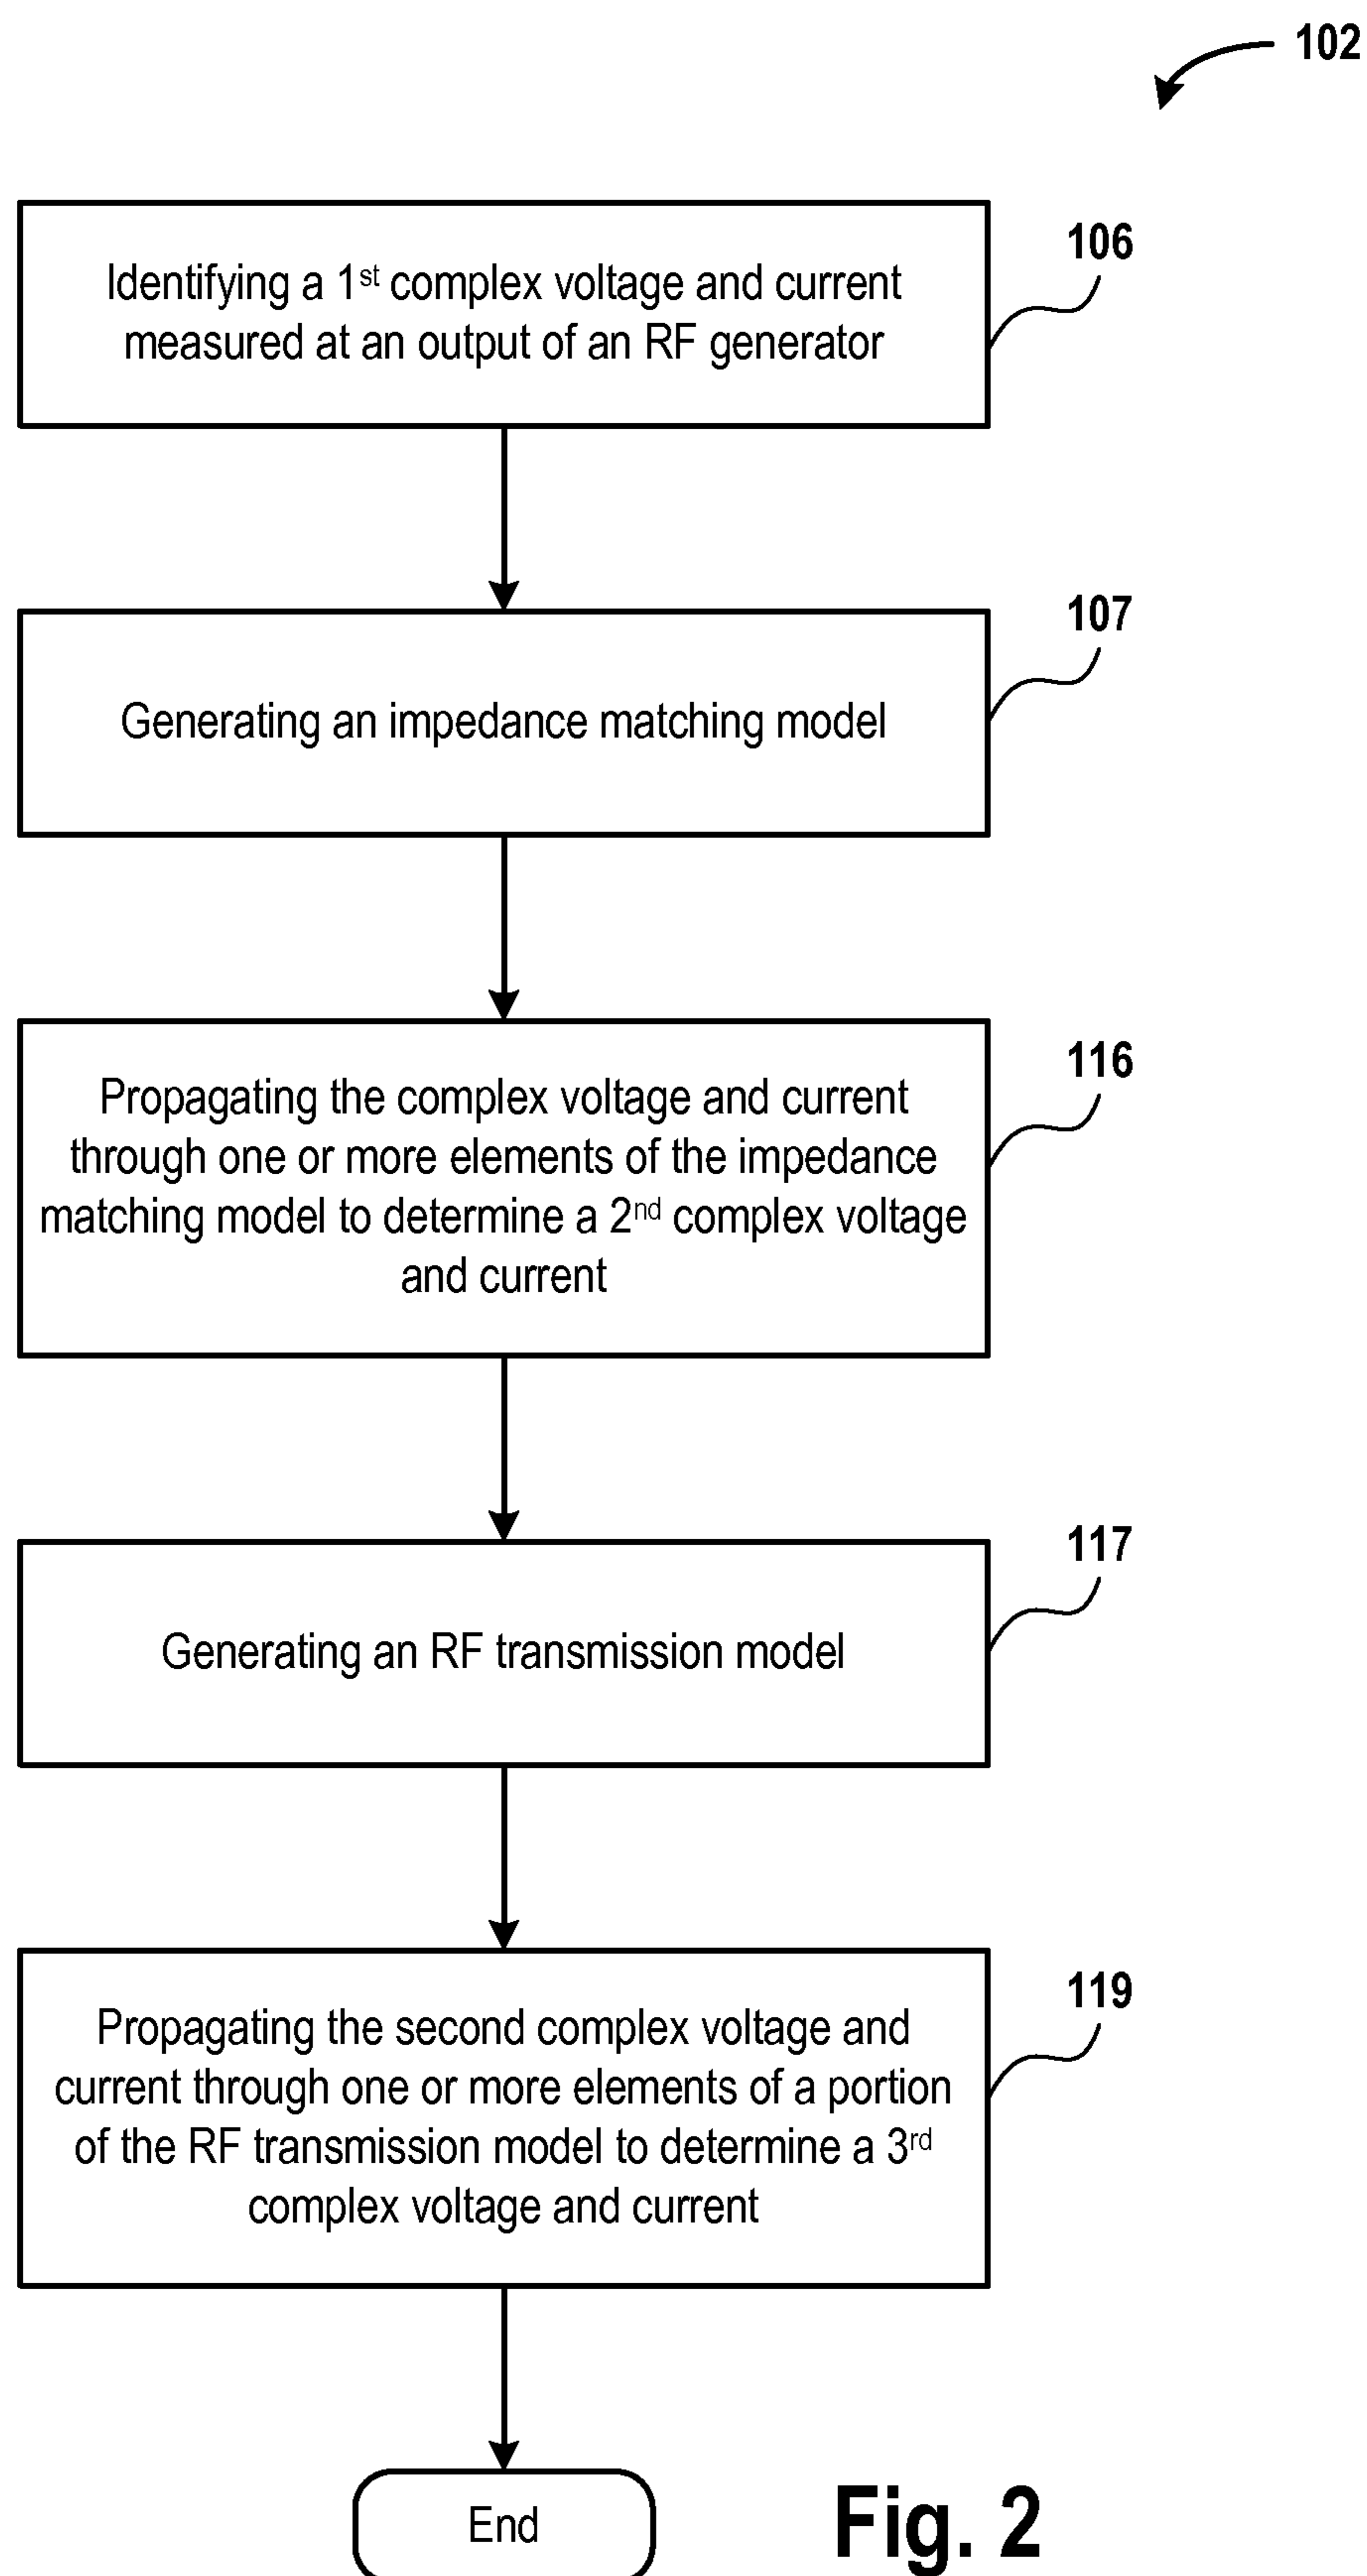 102
Identifying a 1st complex voltage and current
measured at an output of an RF generator
106
Generating an impedance matching model
107
Propagating the complex voltage and current
through one or more elements of the impedance
matching model to determine a 2nd complex voltage
and current
116
Generating an RF transmission model
117
Propagating the second complex voltage and
current through one or more elements of a portion
of the RF transmission model to determine a 3rd
complex voltage and current
119
End
Fig. 2